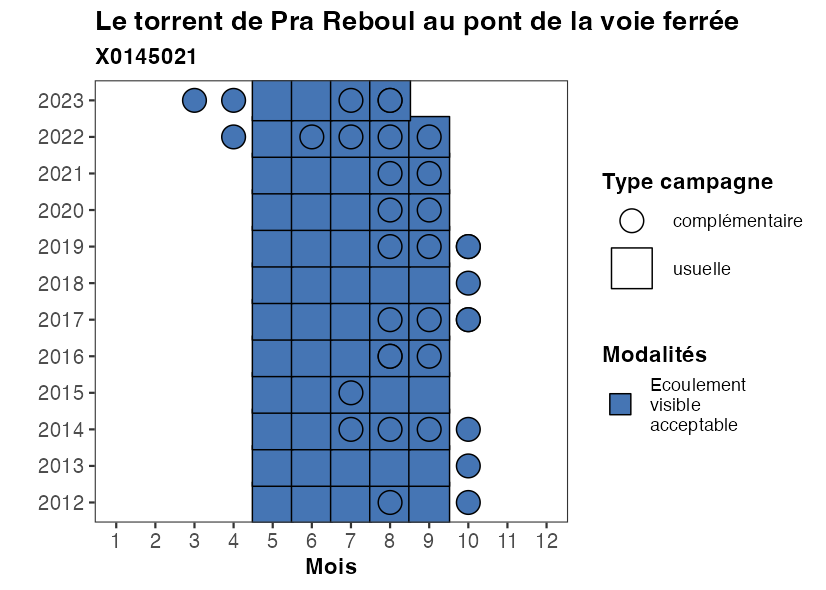 Le torrent de Pra Reboul au pont de la voie ferrée
X0145021
2023
2022
2021
2020
2019
2018
2017
2016
2015
2014
2013
2012
1 2 3 4 5 6 7 8 9 10 11 12
Mois
Type campagne
complémentaire
usuelle
Modalités
Ecoulement
visible
acceptable